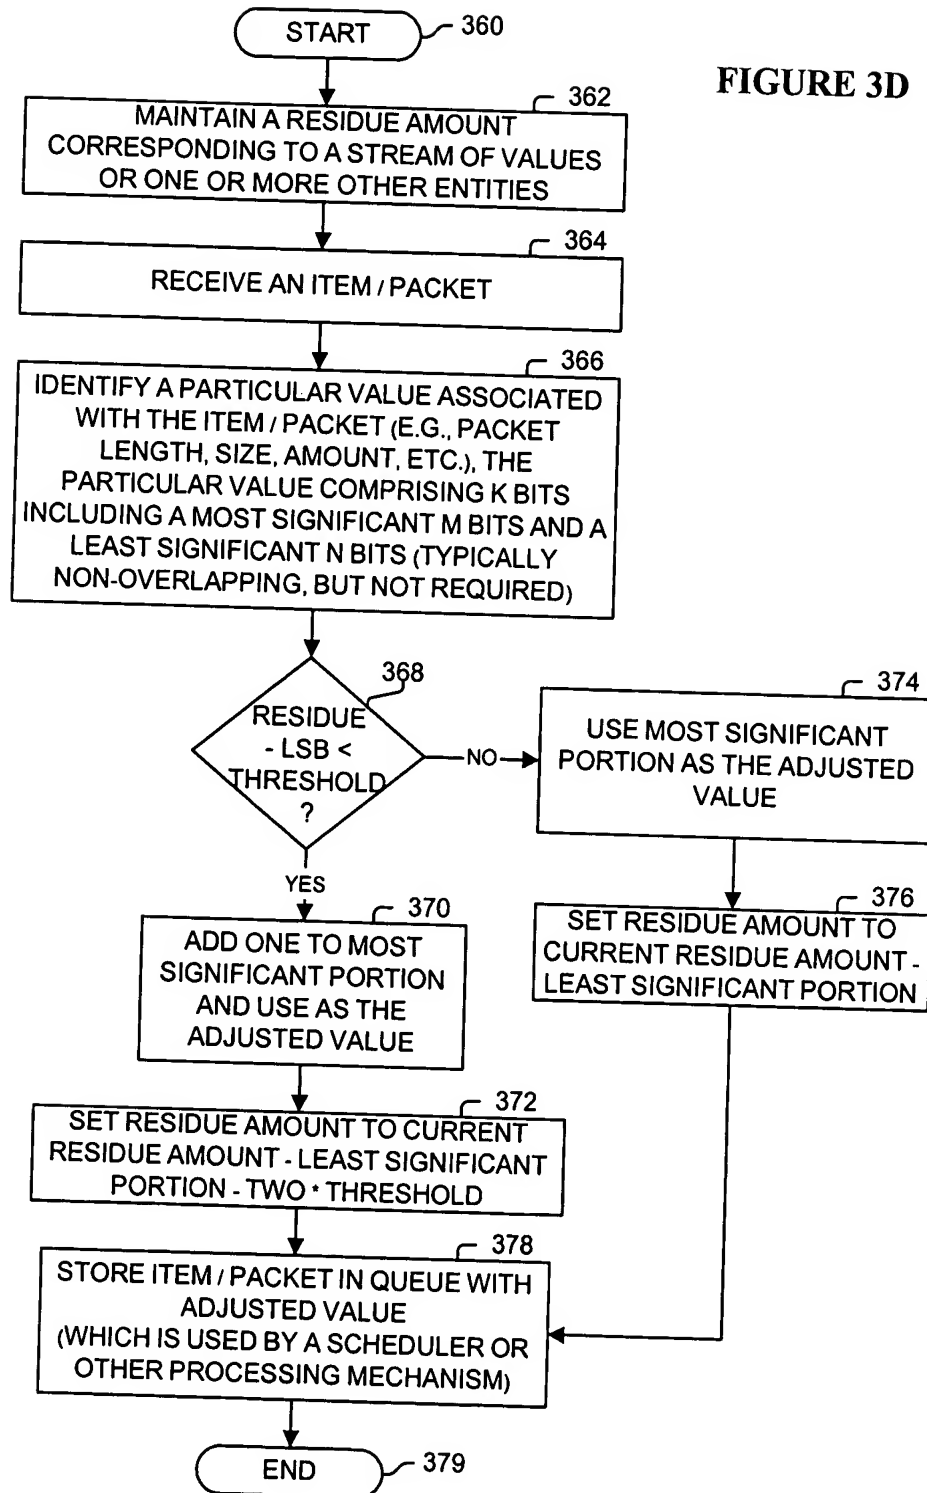 START
360
FIGURE 3D
362
MAINTAIN A RESIDUE AMOUNT
CORRESPONDING TO A STREAM OF VALUES
OR ONE OR MORE OTHER ENTITIES
364
RECEIVE AN ITEM / PACKET
366
IDENTIFY A PARTICULAR VALUE ASSOCIATED
WITH THE ITEM / PACKET (E.G., PACKET
LENGTH, SIZE, AMOUNT, ETC.), THE
PARTICULAR VALUE COMPRISING K BITS
INCLUDING A MOST SIGNIFICANT M BITS AND A
LEAST SIGNIFICANT N BITS (TYPICALLY
NON-OVERLAPPING, BUT NOT REQUIRED)
368
RESIDUE
- LSB <
THRESHOLD
?
NO
374
USE MOST SIGNIFICANT
PORTION AS THE ADJUSTED
VALUE
YES
370
ADD ONE TO MOST
SIGNIFICANT PORTION
AND USE AS THE
ADJUSTED VALUE
376
SET RESIDUE AMOUNT TO
CURRENT RESIDUE AMOUNT -
LEAST SIGNIFICANT PORTION
372
SET RESIDUE AMOUNT TO CURRENT
RESIDUE AMOUNT - LEAST SIGNIFICANT
PORTION - TWO * THRESHOLD
378
STORE ITEM / PACKET IN QUEUE WITH
ADJUSTED VALUE
(WHICH IS USED BY A SCHEDULER OR
OTHER PROCESSING MECHANISM)
END
379